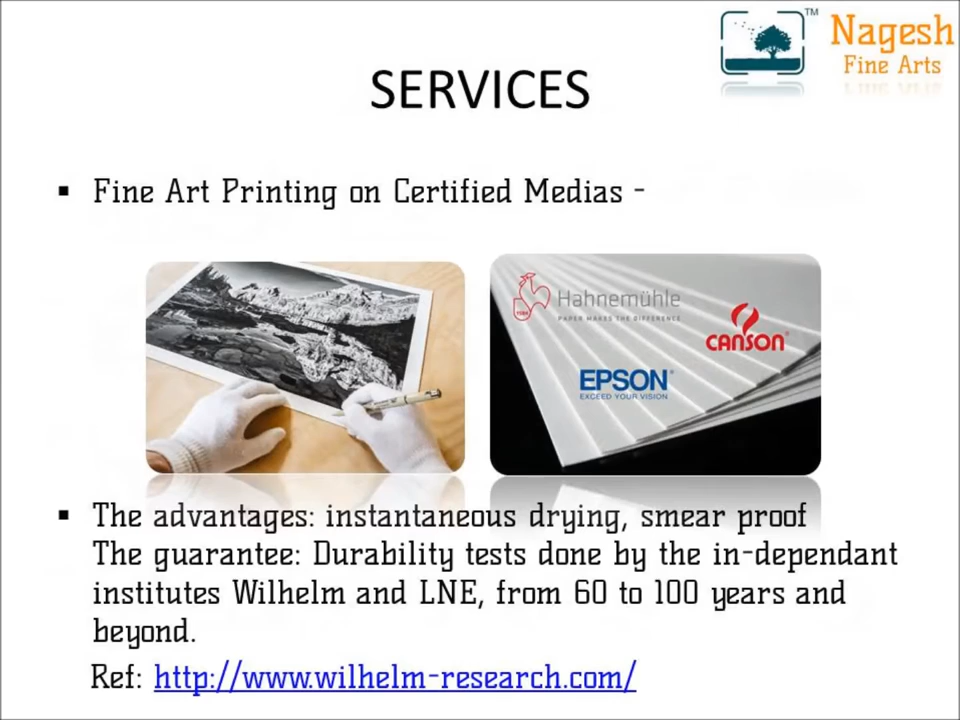 TM
Nagesh
Fine Arts
SERVICES
▪ Fine Art Printing on Certified Medias -
Hahnemühle
PAPER MAKES THE DIFFERENCE
CANSON®
EPSON®
EXCEED YOUR VISION
▪ The advantages: instantaneous drying, smear proof
The guarantee: Durability tests done by the in-dependant
institutes Wilhelm and LNE, from 60 to 100 years and
beyond.
Ref: http://www.wilhelm-research.com/